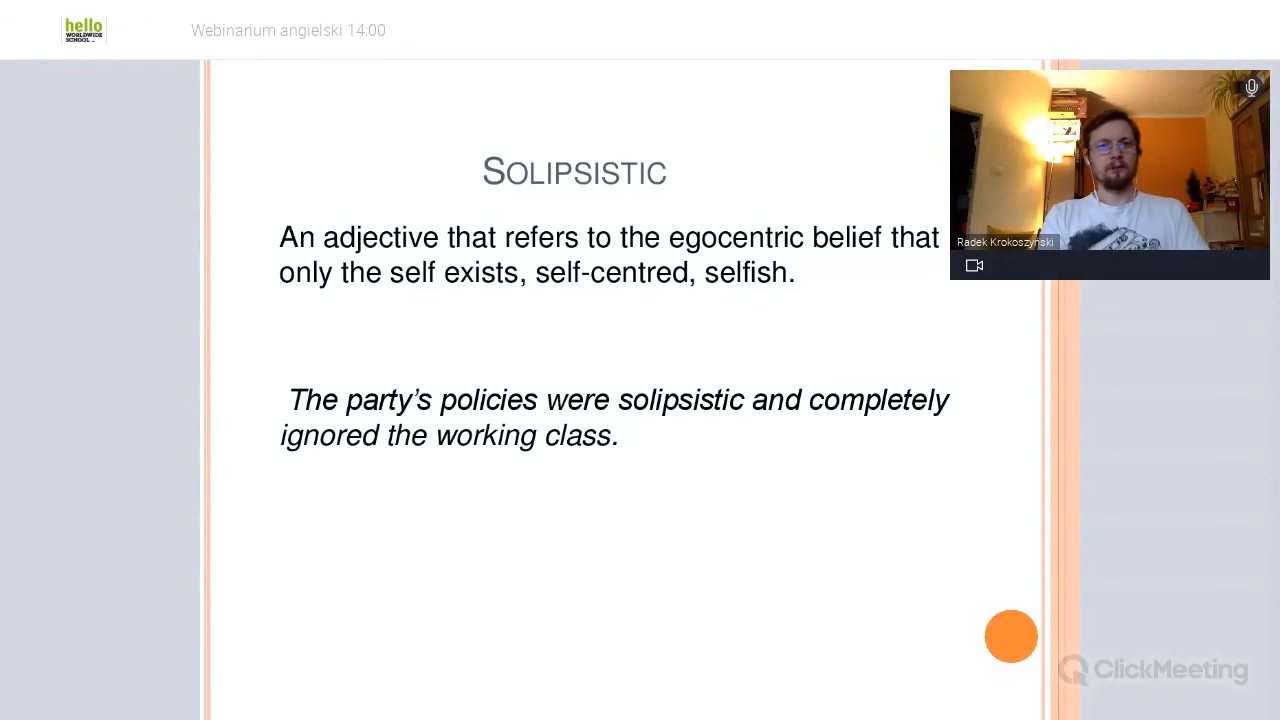 hello
WORLDWIDE
SCHOOL
Webinarium angielski 14:00
SOLIPSISTIC
An adjective that refers to the egocentric belief that
only the self exists, self-centred, selfish.
The party's policies were solipsistic and completely
ignored the working class.
Radek Krokoszyński
ClickMeeting